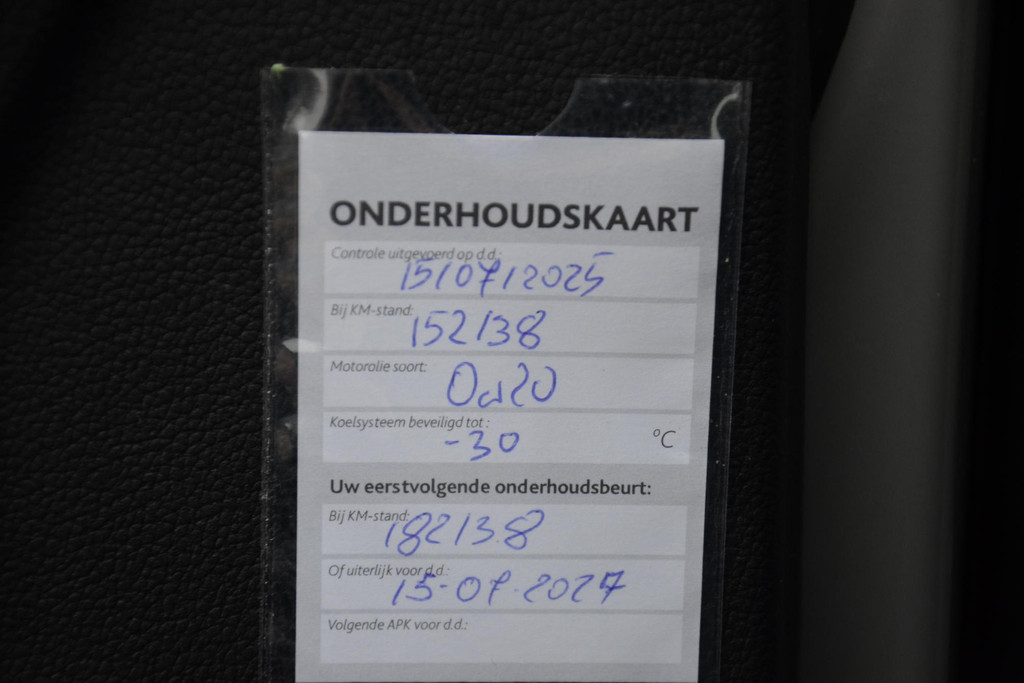 ONDERHOUDSKAART
Controle uitgevoerd op d.d.:
15/07/2025
Bij KM-stand:
152138
Motorolie soort:
0w20
Koelsysteem beveiligd tot :
-30 °C
Uw eerstvolgende onderhoudsbeurt:
Bij KM-stand:
182138
Of uiterlijk voor d.d.:
15-07-2027
Volgende APK voor d.d.: